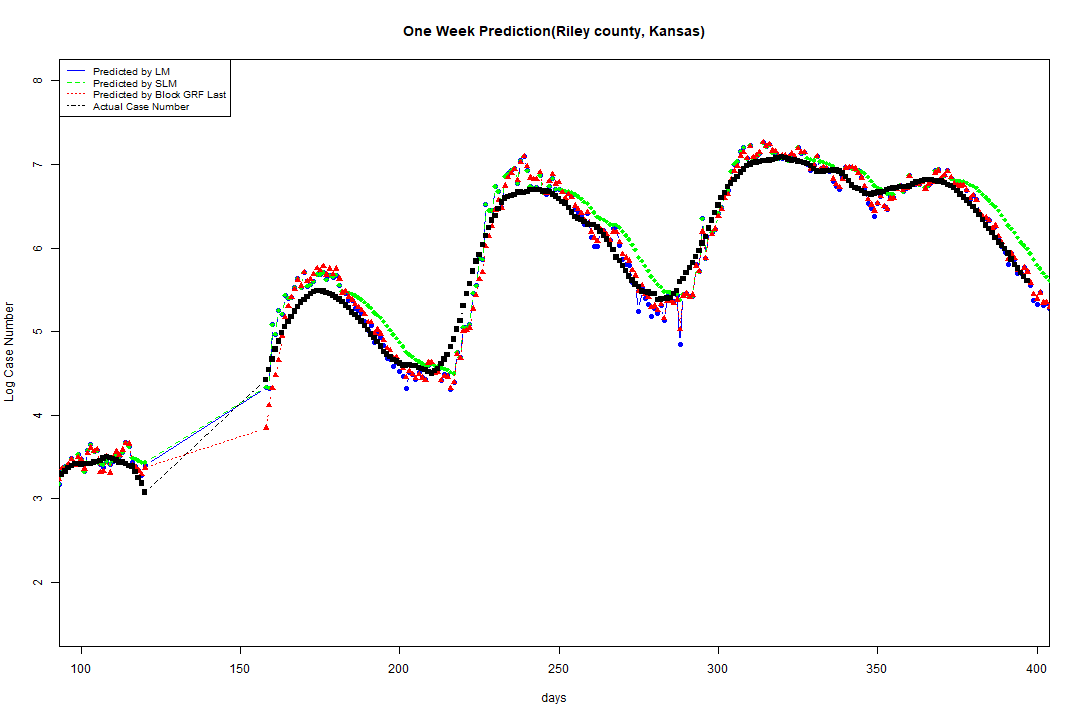 One Week Prediction(Riley county, Kansas)
Predicted by LM
Predicted by SLM
Predicted by Block GRF Last
Actual Case Number
8
7
6
5
4
3
2
Log Case Number
100 150 200 250 300 350 400
days